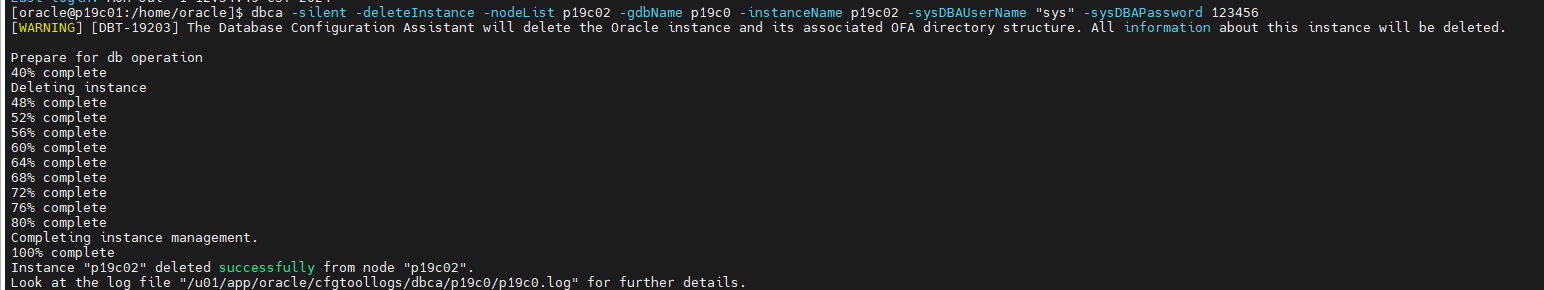 [oracle@p19c01:/home/oracle]$ dbca -silent -deleteInstance -nodeList p19c02 -gdbName p19c0 -instanceName p19c02 -sysDBAUserName "sys" -sysDBAPassword 123456
[WARNING] [DBT-19203] The Database Configuration Assistant will delete the Oracle instance and its associated OFA directory structure. All information about this instance will be deleted.
Prepare for db operation
40% complete
Deleting instance
48% complete
52% complete
56% complete
60% complete
64% complete
68% complete
72% complete
76% complete
80% complete
Completing instance management.
100% complete
Instance "p19c02" deleted successfully from node "p19c02".
Look at the log file "/u01/app/oracle/cfgtoollogs/dbca/p19c0/p19c0.log" for further details.